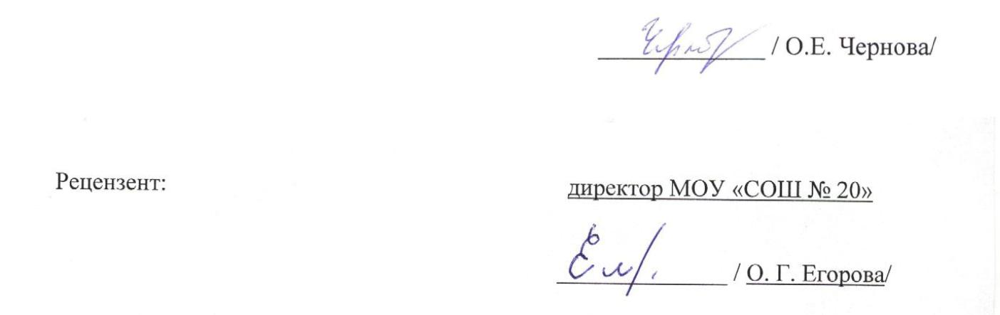 / О.Е. Чернова/
Рецензент:
директор МОУ «СОШ № 20»
/ О. Г. Егорова/